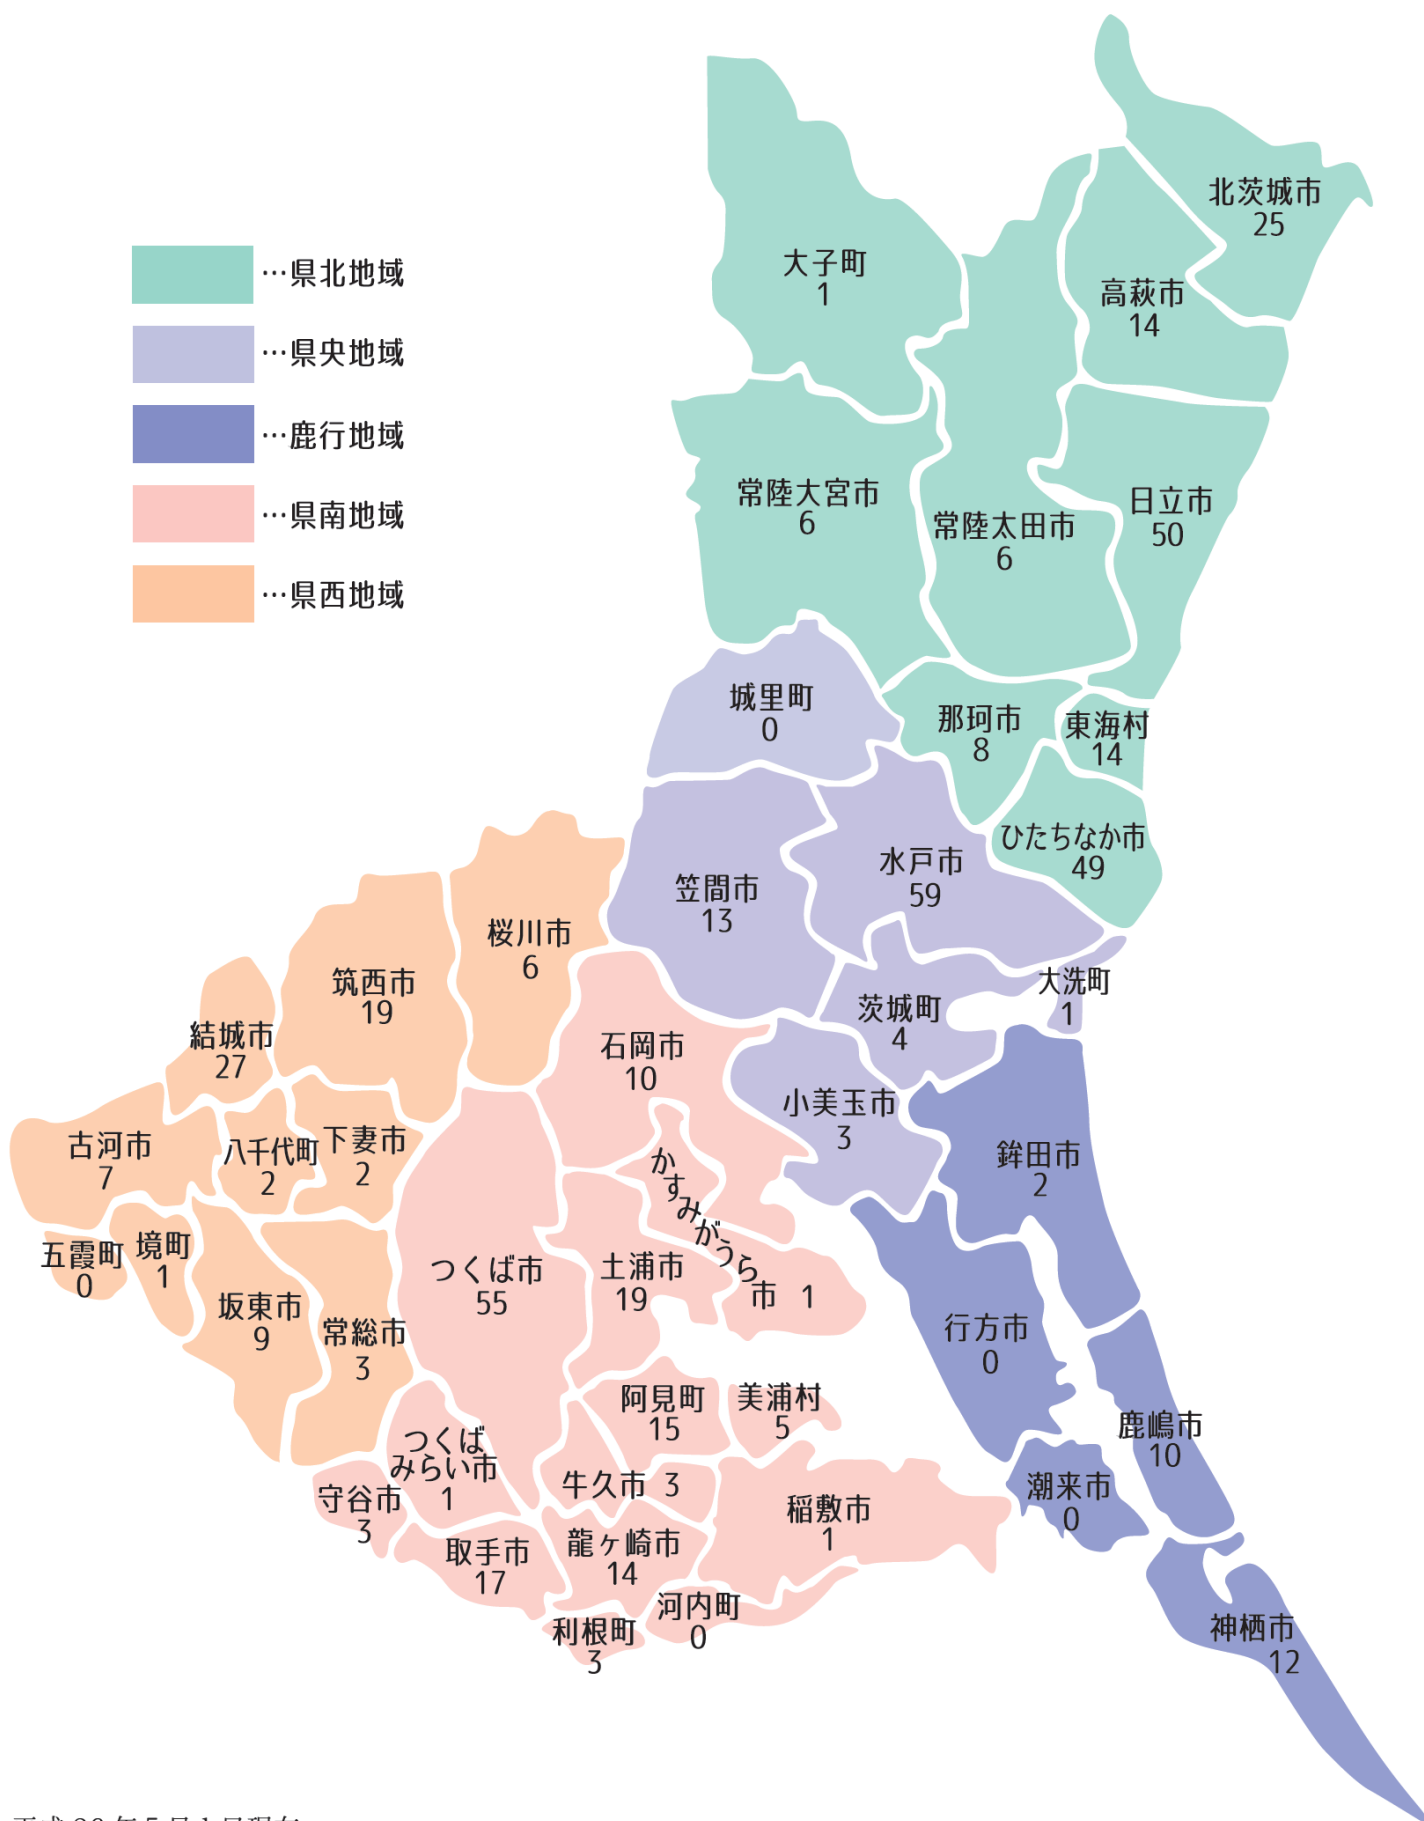 北茨城市
25
大子町
1
高萩市
14
…県北地域
…県央地域
…鹿行地域
…県南地域
…県西地域
常陸大宮市
6
常陸太田市
6
日立市
50
城里町
0
那珂市
8
東海村
14
ひたちなか市
49
水戸市
59
笠間市
13
桜川市
6
筑西市
19
結城市
27
大洗町
1
茨城町
4
石岡市
10
小美玉市
3
古河市
7
八千代町
2
下妻市
2
鉾田市
2
かすみがうら市 1
五霞町
0
境町
1
坂東市
9
常総市
3
つくば市
55
土浦市
19
行方市
0
阿見町
15
美浦村
5
鹿嶋市
10
つくば
みらい市
1
牛久市 3
守谷市
3
稲敷市
1
潮来市
0
取手市
17
龍ヶ崎市
14
利根町
3
河内町
0
神栖市
12